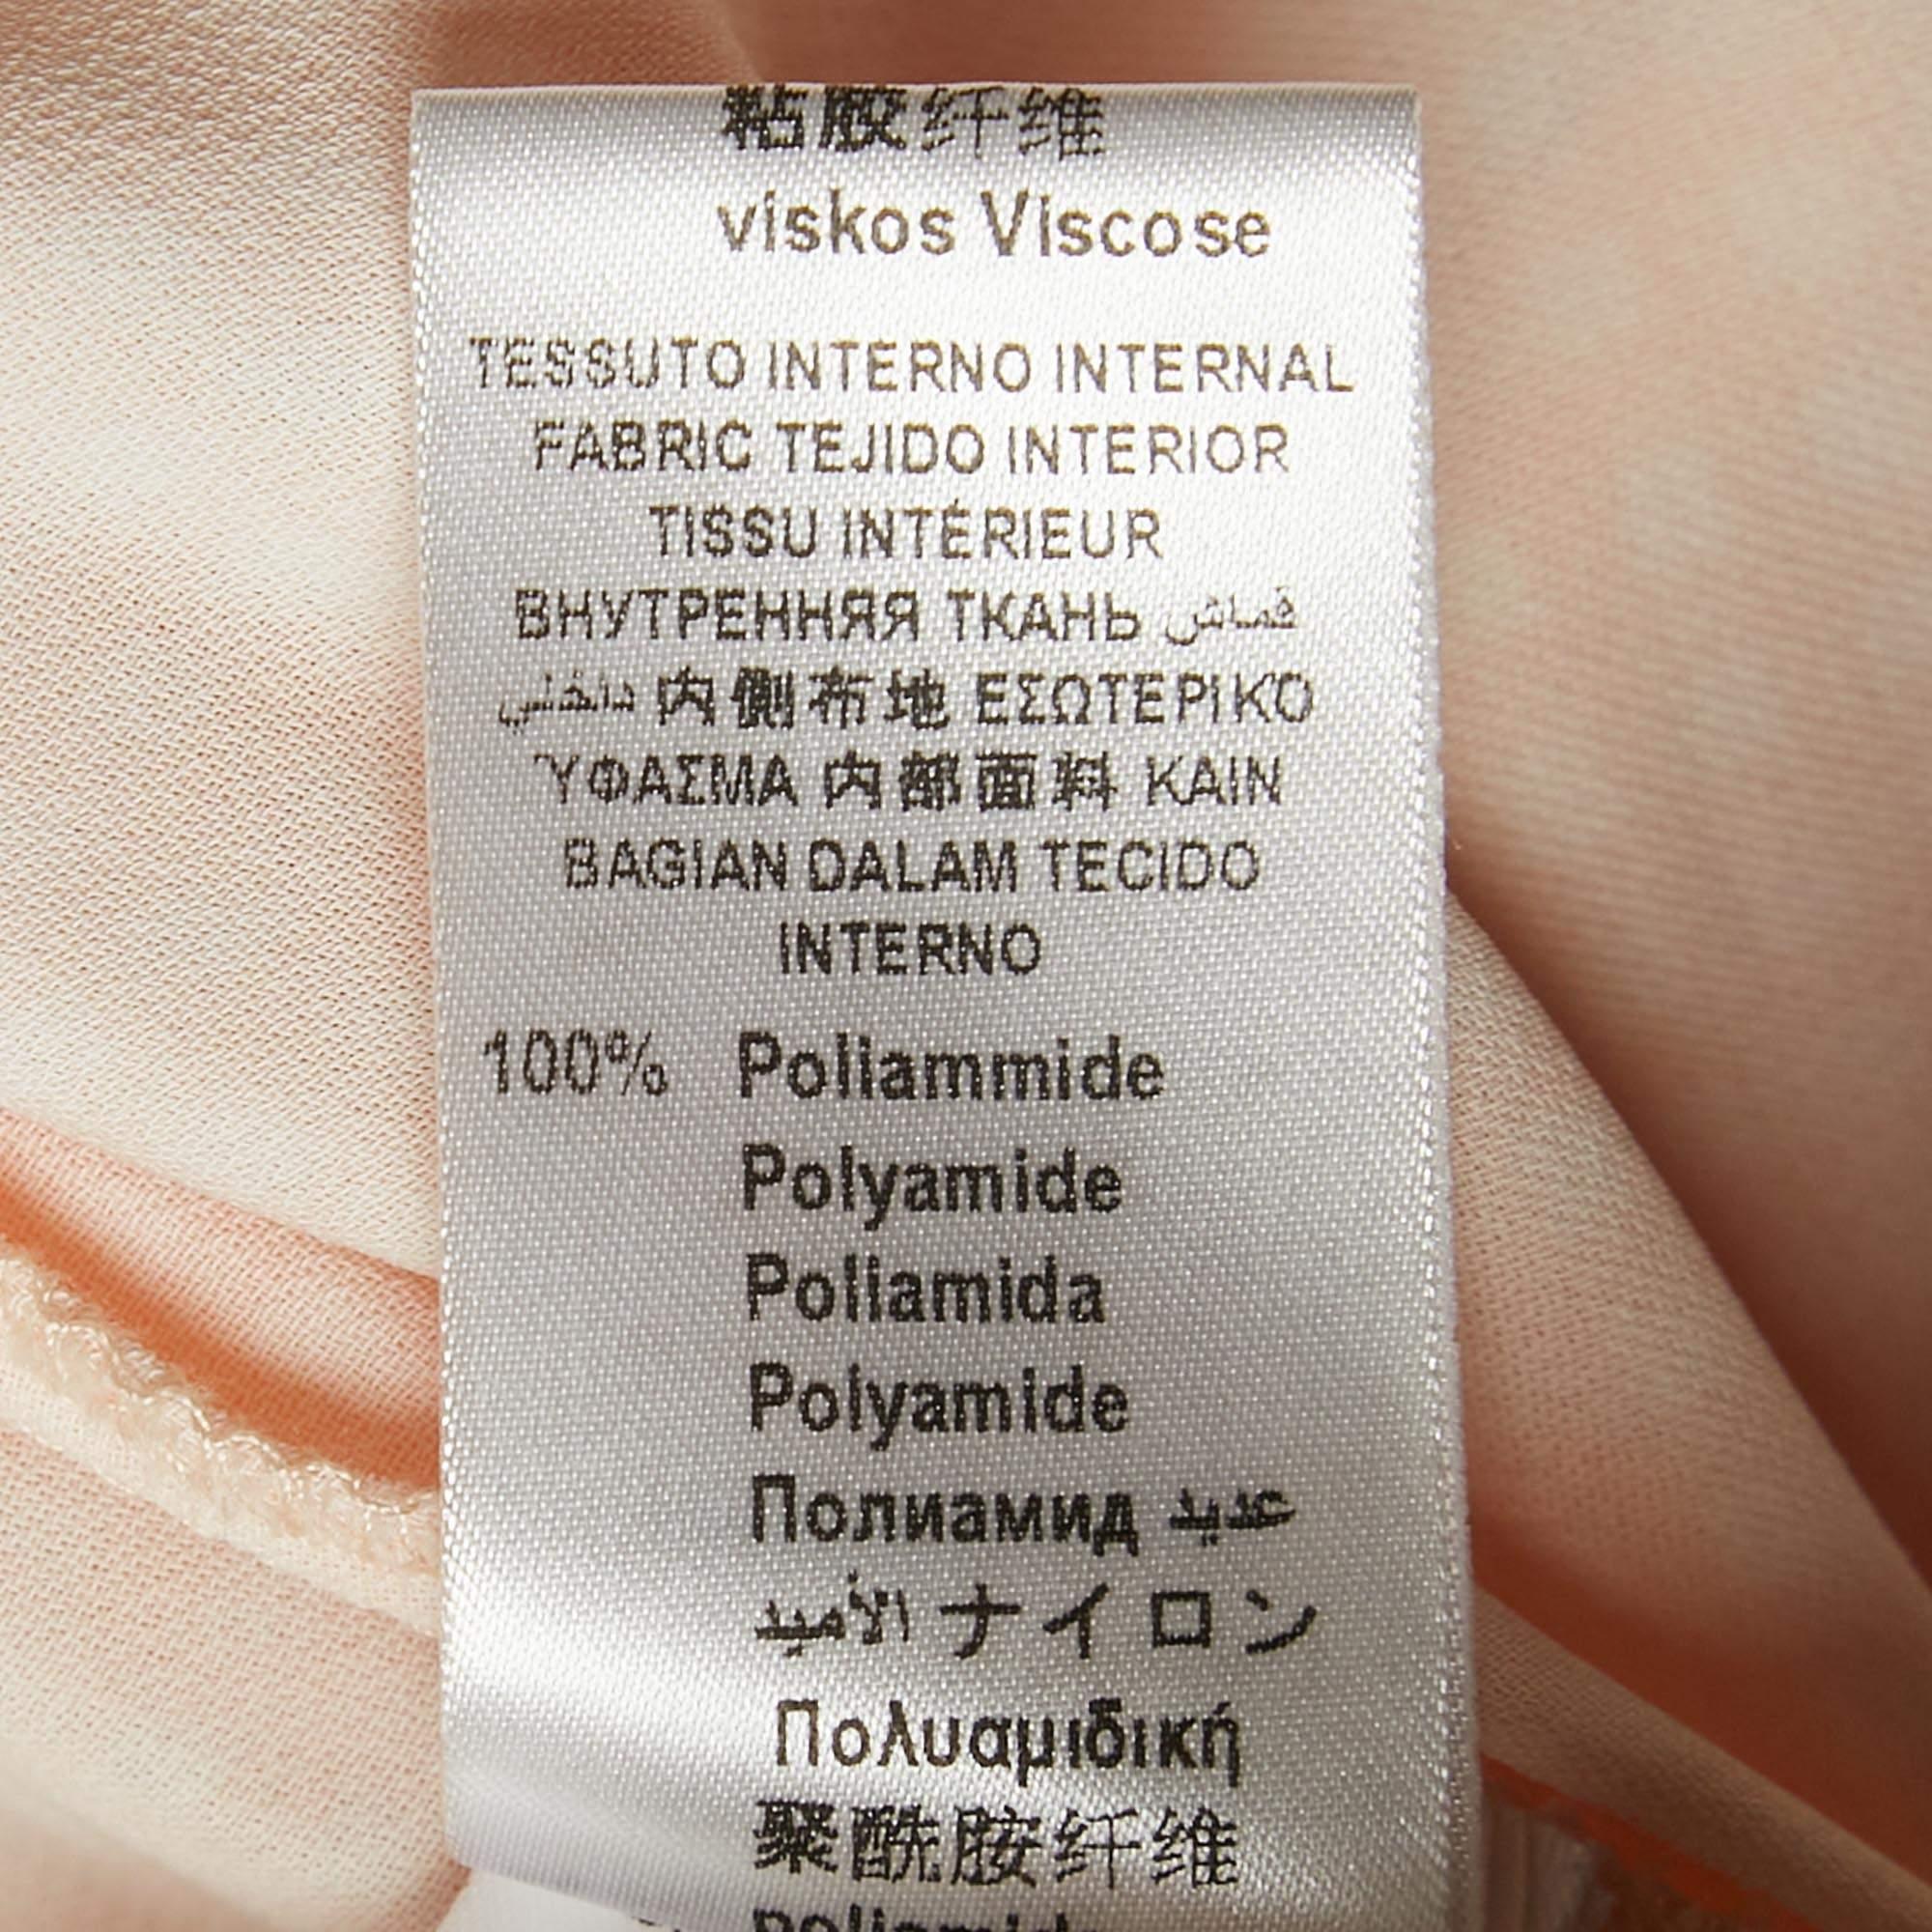 粘胶纤维
viskos Viscose
TESSUTO INTERNO INTERNAL
FABRIC TEJIDO INTERIOR
TISSU INTÉRIEUR
ВНУТРЕННЯЯ ТКАНЬ قماش
داخلي 内側布地 ΕΣΩΤΕΡΙΚΟ
ΎΦΑΣΜΑ 内部面料 KAIN
BAGIAN DALAM TECIDO
INTERNO
100% Poliammide
Polyamide
Poliamida
Polyamide
Полиамид عديد
الأميد ナイロン
Πολυαμιδική
聚酰胺纤维